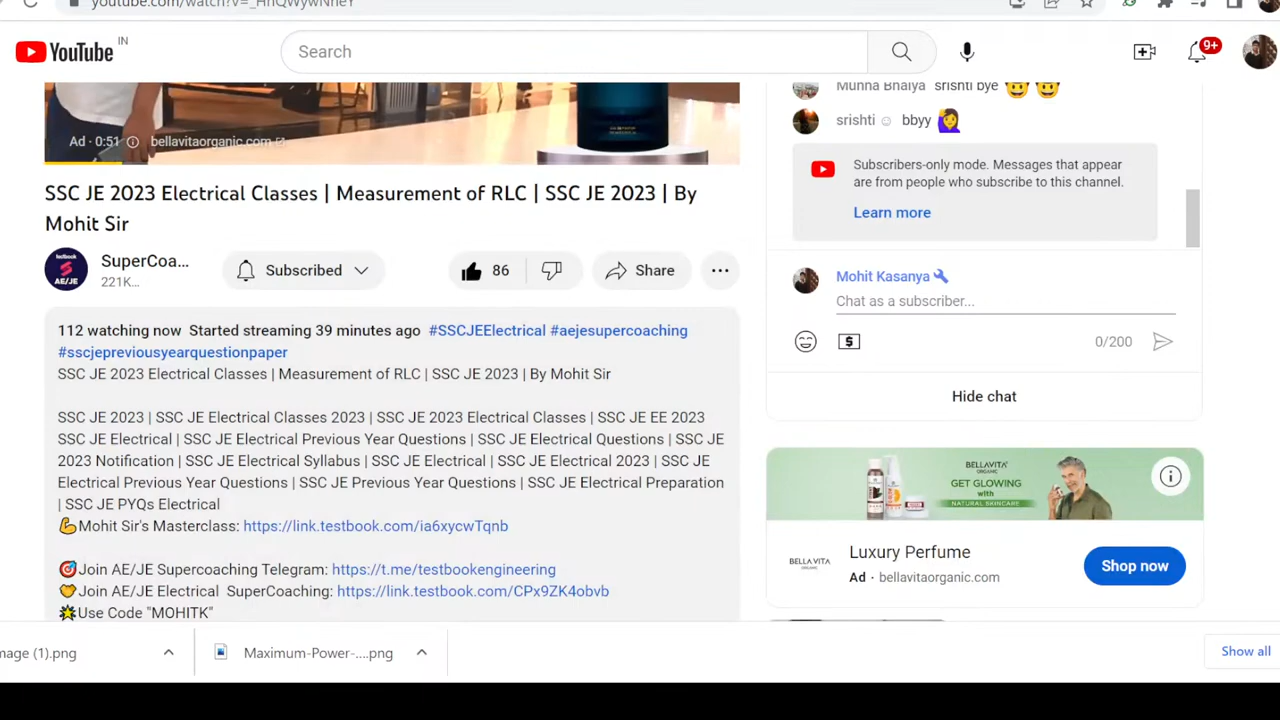 YouTube IN
Search
9+
Ad · 0:51 bellavitaorganic.com
SSC JE 2023 Electrical Classes | Measurement of RLC | SSC JE 2023 | By
Mohit Sir
testbook
AE/JE
SuperCoa...
221K...
Subscribed
86
Share
112 watching now Started streaming 39 minutes ago #SSCJEElectrical #aejesupercoaching
#sscjepreviousyearquestionpaper
SSC JE 2023 Electrical Classes | Measurement of RLC | SSC JE 2023 | By Mohit Sir
SSC JE 2023 | SSC JE Electrical Classes 2023 | SSC JE 2023 Electrical Classes | SSC JE EE 2023
SSC JE Electrical | SSC JE Electrical Previous Year Questions | SSC JE Electrical Questions | SSC JE
2023 Notification | SSC JE Electrical Syllabus | SSC JE Electrical | SSC JE Electrical 2023 | SSC JE
Electrical Previous Year Questions | SSC JE Previous Year Questions | SSC JE Electrical Preparation
| SSC JE PYQs Electrical
💪Mohit Sir's Masterclass: https://link.testbook.com/ia6xycwTqnb
🎯Join AE/JE Supercoaching Telegram: https://t.me/testbookengineering
🤝Join AE/JE Electrical SuperCoaching: https://link.testbook.com/CPx9ZK4obvb
🌟Use Code "MOHITK"
Munna Bhaiya srishti bye 🤠🤠
srishti ☺ bbyy 🙋‍♀️
Subscribers-only mode. Messages that appear
are from people who subscribe to this channel.
Learn more
Mohit Kasanya
Chat as a subscriber...
0/200
Hide chat
BELLAVITA
ORGANIC
GET GLOWING
with
NATURAL SKINCARE
BELLA VITA
ORGANIC
Luxury Perfume
Ad · bellavitaorganic.com
Shop now
mage (1).png
Maximum-Power-....png
Show all